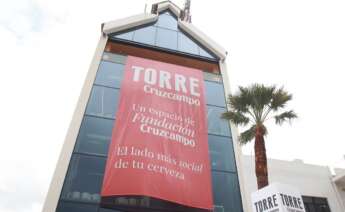 TORRE
Cruzcampo
Un espacio de
Fundación
Cruzcampo
El lado más social
de tu cerveza
TORRE
TORRE